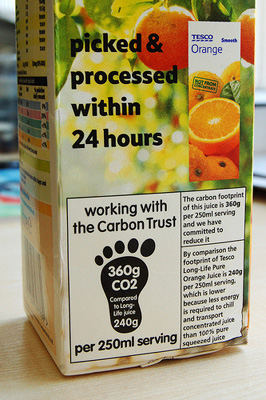 picked &
processed
within
24 hours
TESCO
Smooth
Orange
NOT FROM
CONCENTRATE
working with
the Carbon Trust
360g
CO2
Compared
to Long-
Life juice
240g
per 250ml serving
The carbon footprint
of this juice is 360g
per 250ml serving
and we have
committed to
reduce it
By comparison the
footprint of Tesco
Long-Life Pure
Orange Juice is 240g
per 250ml serving,
which is lower
because less energy
is required to chill
and transport
concentrated juice
than 100% pure
squeezed juice